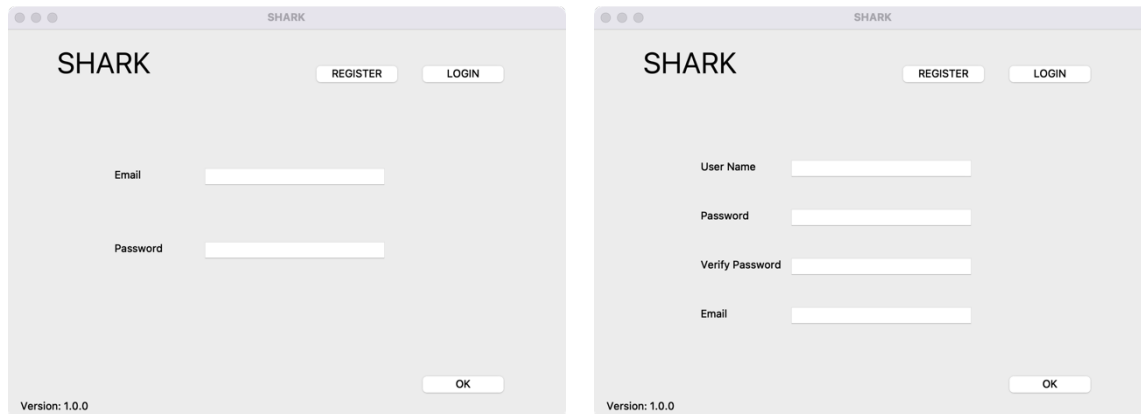 SHARK
SHARK
REGISTER LOGIN
Email
Password
OK
Version: 1.0.0
SHARK
SHARK
REGISTER LOGIN
User Name
Password
Verify Password
Email
OK
Version: 1.0.0